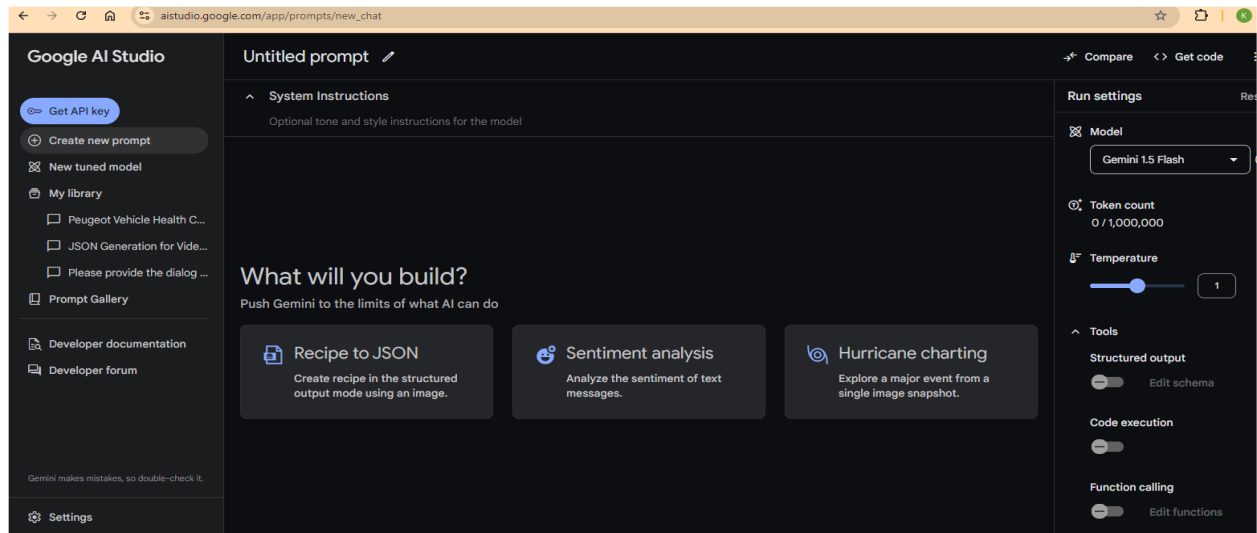 aistudio.google.com/app/prompts/new_chat
K
Google AI Studio
Get API key
Create new prompt
New tuned model
My library
Peugeot Vehicle Health C...
JSON Generation for Vide...
Please provide the dialog ...
Prompt Gallery
Developer documentation
Developer forum
Gemini makes mistakes, so double-check it.
Settings
Untitled prompt
Compare
<> Get code
System Instructions
Optional tone and style instructions for the model
What will you build?
Push Gemini to the limits of what AI can do
Recipe to JSON
Create recipe in the structured
output mode using an image.
Sentiment analysis
Analyze the sentiment of text
messages.
Hurricane charting
Explore a major event from a
single image snapshot.
Run settings
Res
Model
Gemini 1.5 Flash
Token count
0 / 1,000,000
Temperature
1
Tools
Structured output
Edit schema
Code execution
Function calling
Edit functions